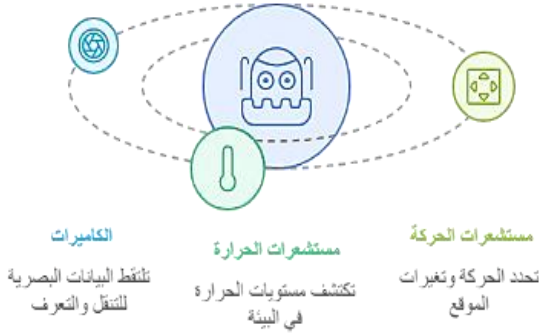 مستشعرات الحركة
تحدد الحركة وتغيرات
الموقع
مستشعرات الحرارة
تكتشف مستويات الحرارة
في البيئة
الكاميرات
تلتقط البيانات البصرية
للتنقل والتعرف